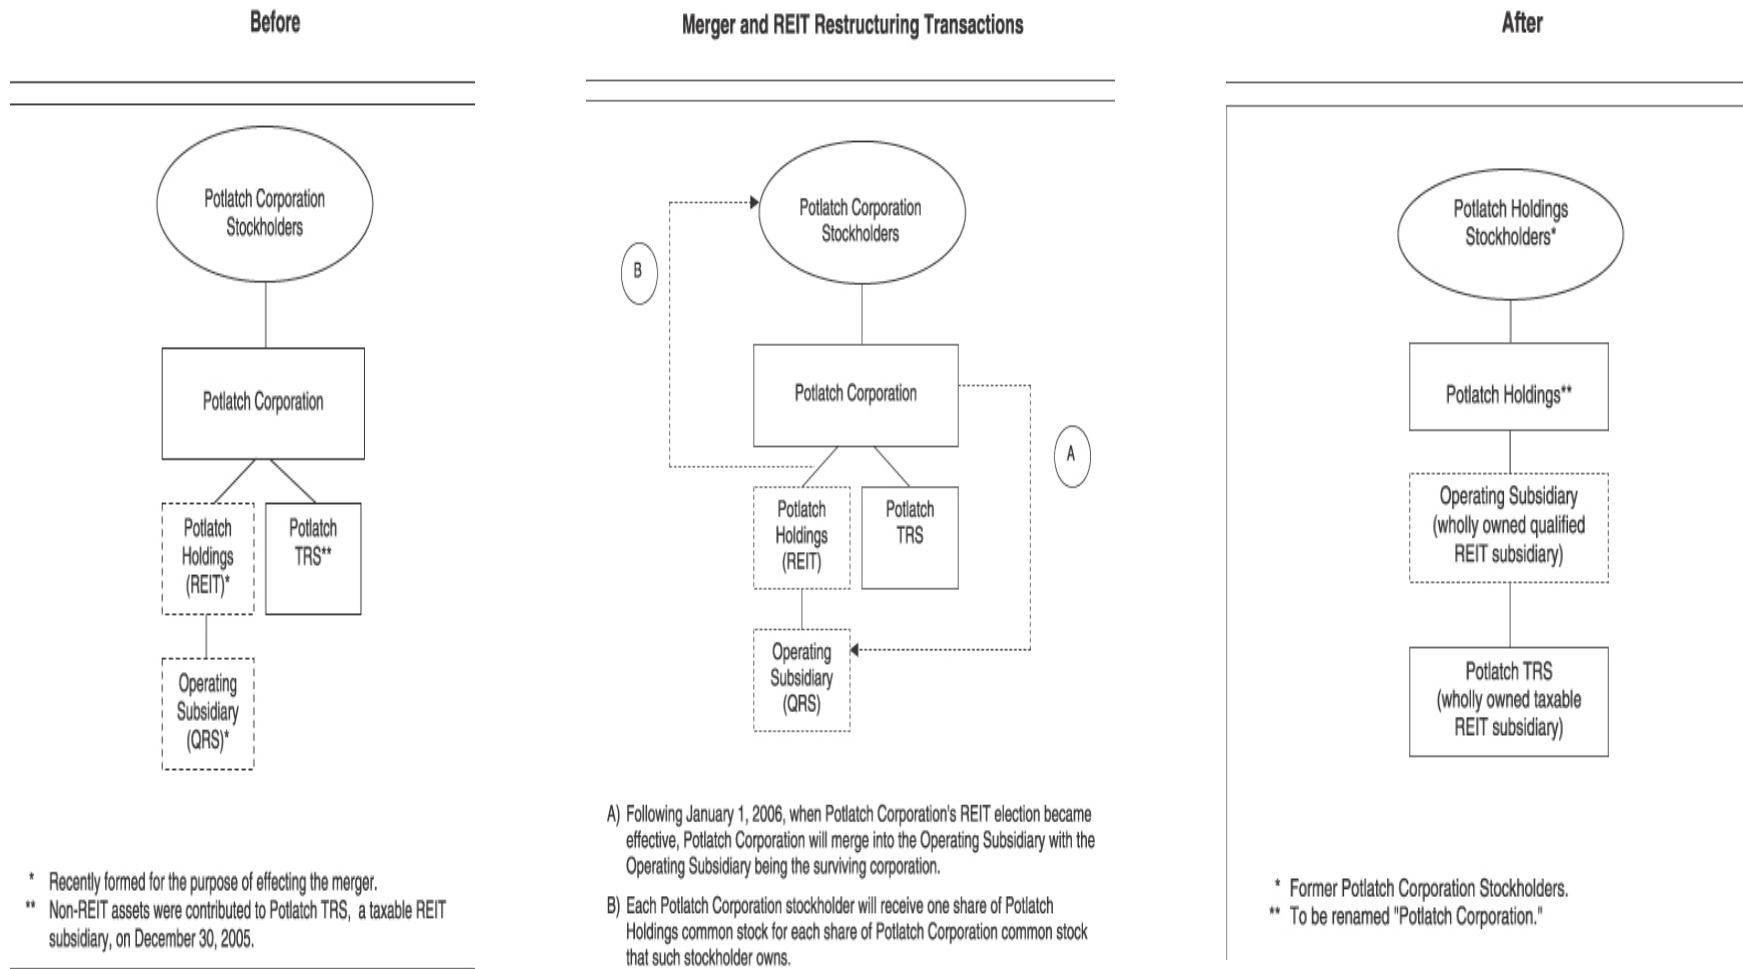 Before
Potlatch Corporation
Stockholders
Potlatch Corporation
Potlatch
Holdings
(REIT)*
Potlatch
TRS**
Operating
Subsidiary
(QRS)*
* Recently formed for the purpose of effecting the merger.
** Non-REIT assets were contributed to Potlatch TRS, a taxable REIT
subsidiary, on December 30, 2005.
Merger and REIT Restructuring Transactions
Potlatch Corporation
Stockholders
B
Potlatch Corporation
A
Potlatch
Holdings
(REIT)
Potlatch
TRS
Operating
Subsidiary
(QRS)
A) Following January 1, 2006, when Potlatch Corporation's REIT election became
effective, Potlatch Corporation will merge into the Operating Subsidiary with the
Operating Subsidiary being the surviving corporation.
B) Each Potlatch Corporation stockholder will receive one share of Potlatch
Holdings common stock for each share of Potlatch Corporation common stock
that such stockholder owns.
After
Potlatch Holdings
Stockholders*
Potlatch Holdings**
Operating Subsidiary
(wholly owned qualified
REIT subsidiary)
Potlatch TRS
(wholly owned taxable
REIT subsidiary)
* Former Potlatch Corporation Stockholders.
** To be renamed "Potlatch Corporation."